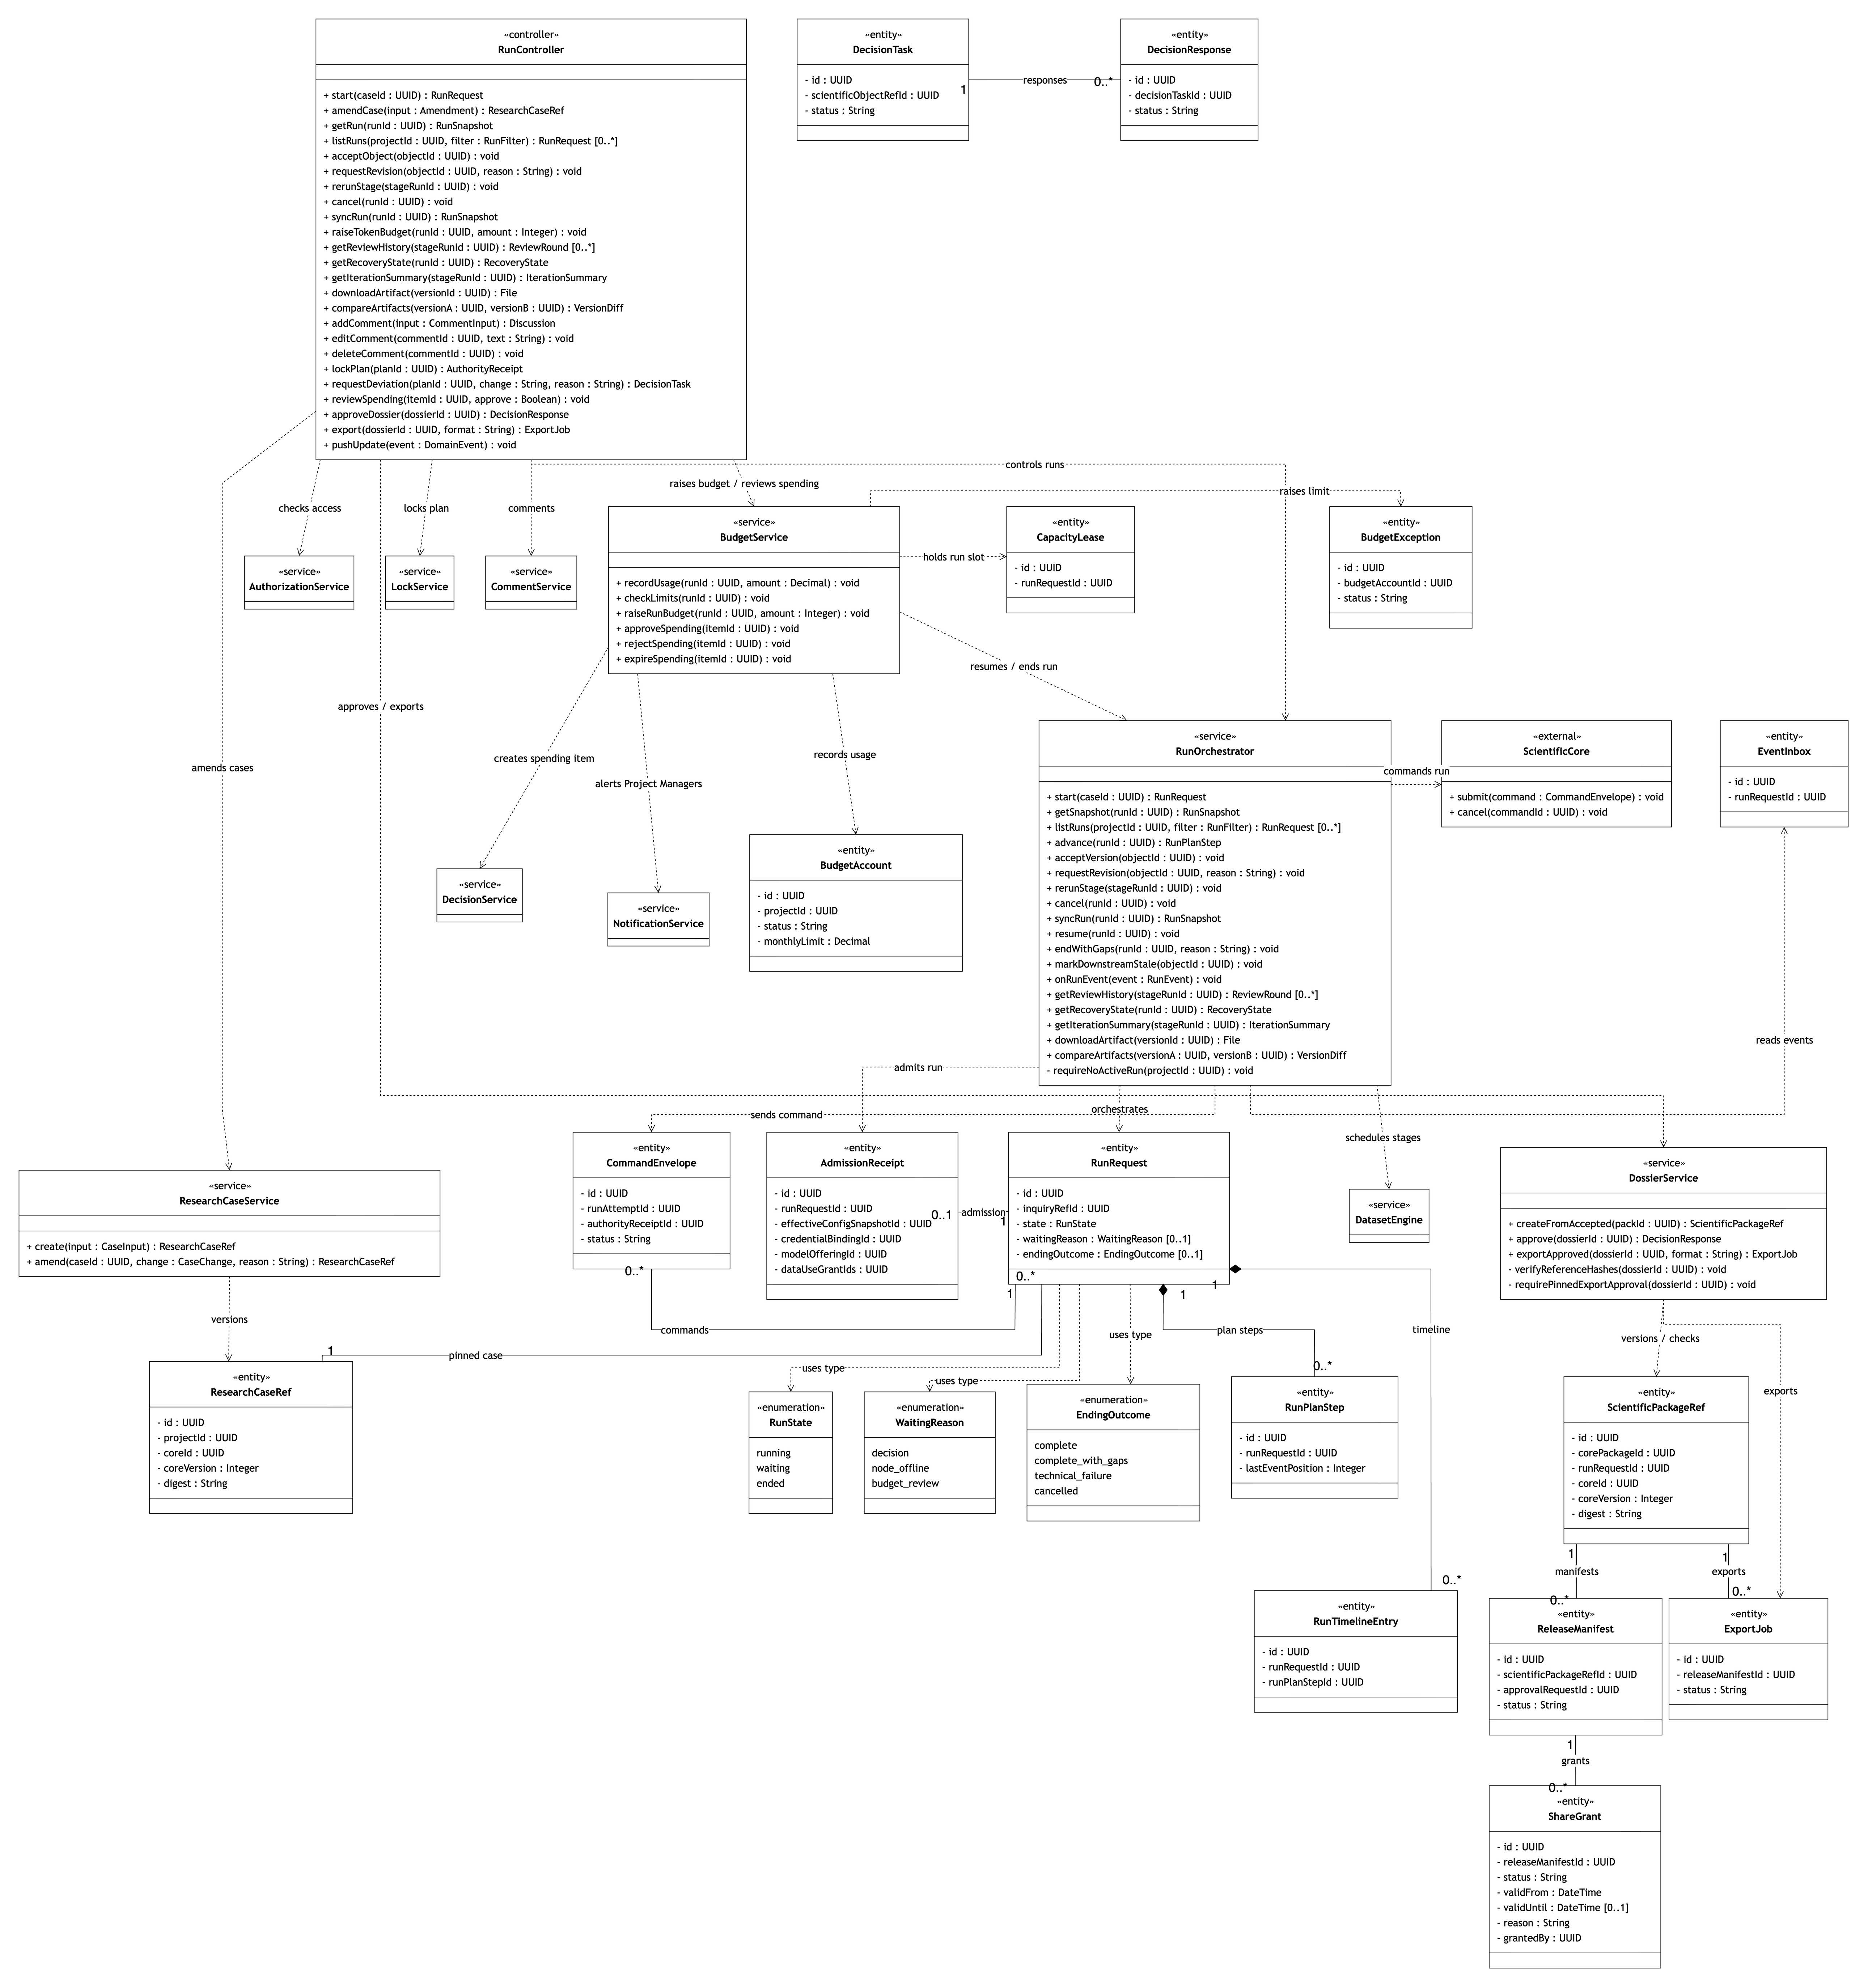 «controller»
RunController
+ start(caseId : UUID) : RunRequest
+ amendCase(input : Amendment) : ResearchCaseRef
+ getRun(runId : UUID) : RunSnapshot
+ listRuns(projectId : UUID, filter : RunFilter) : RunRequest [0..*]
+ acceptObject(objectId : UUID) : void
+ requestRevision(objectId : UUID, reason : String) : void
+ rerunStage(stageRunId : UUID) : void
+ cancel(runId : UUID) : void
+ syncRun(runId : UUID) : RunSnapshot
+ raiseTokenBudget(runId : UUID, amount : Integer) : void
+ getReviewHistory(stageRunId : UUID) : ReviewRound [0..*]
+ getRecoveryState(runId : UUID) : RecoveryState
+ getIterationSummary(stageRunId : UUID) : IterationSummary
+ downloadArtifact(versionId : UUID) : File
+ compareArtifacts(versionA : UUID, versionB : UUID) : VersionDiff
+ addComment(input : CommentInput) : Discussion
+ editComment(commentId : UUID, text : String) : void
+ deleteComment(commentId : UUID) : void
+ lockPlan(planId : UUID) : AuthorityReceipt
+ requestDeviation(planId : UUID, change : String, reason : String) : DecisionTask
+ reviewSpending(itemId : UUID, approve : Boolean) : void
+ approveDossier(dossierId : UUID) : DecisionResponse
+ export(dossierId : UUID, format : String) : ExportJob
+ pushUpdate(event : DomainEvent) : void
«entity»
DecisionTask
- id : UUID
- scientificObjectRefId : UUID
- status : String
1
responses
0..*
«entity»
DecisionResponse
- id : UUID
- decisionTaskId : UUID
- status : String
controls runs
raises budget / reviews spending
raises limit
checks access
locks plan
comments
«service»
AuthorizationService
«service»
LockService
«service»
CommentService
«service»
BudgetService
+ recordUsage(runId : UUID, amount : Decimal) : void
+ checkLimits(runId : UUID) : void
+ raiseRunBudget(runId : UUID, amount : Integer) : void
+ approveSpending(itemId : UUID) : void
+ rejectSpending(itemId : UUID) : void
+ expireSpending(itemId : UUID) : void
holds run slot
«entity»
CapacityLease
- id : UUID
- runRequestId : UUID
«entity»
BudgetException
- id : UUID
- budgetAccountId : UUID
- status : String
resumes / ends run
approves / exports
amends cases
creates spending item
alerts Project Managers
records usage
«service»
DecisionService
«service»
NotificationService
«entity»
BudgetAccount
- id : UUID
- projectId : UUID
- status : String
- monthlyLimit : Decimal
«service»
RunOrchestrator
+ start(caseId : UUID) : RunRequest
+ getSnapshot(runId : UUID) : RunSnapshot
+ listRuns(projectId : UUID, filter : RunFilter) : RunRequest [0..*]
+ advance(runId : UUID) : RunPlanStep
+ acceptVersion(objectId : UUID) : void
+ requestRevision(objectId : UUID, reason : String) : void
+ rerunStage(stageRunId : UUID) : void
+ cancel(runId : UUID) : void
+ syncRun(runId : UUID) : RunSnapshot
+ resume(runId : UUID) : void
+ endWithGaps(runId : UUID, reason : String) : void
+ markDownstreamStale(objectId : UUID) : void
+ onRunEvent(event : RunEvent) : void
+ getReviewHistory(stageRunId : UUID) : ReviewRound [0..*]
+ getRecoveryState(runId : UUID) : RecoveryState
+ getIterationSummary(stageRunId : UUID) : IterationSummary
+ downloadArtifact(versionId : UUID) : File
+ compareArtifacts(versionA : UUID, versionB : UUID) : VersionDiff
- requireNoActiveRun(projectId : UUID) : void
commands run
«external»
ScientificCore
+ submit(command : CommandEnvelope) : void
+ cancel(commandId : UUID) : void
«entity»
EventInbox
- id : UUID
- runRequestId : UUID
reads events
admits run
sends command
orchestrates
schedules stages
«service»
ResearchCaseService
+ create(input : CaseInput) : ResearchCaseRef
+ amend(caseId : UUID, change : CaseChange, reason : String) : ResearchCaseRef
«entity»
CommandEnvelope
- id : UUID
- runAttemptId : UUID
- authorityReceiptId : UUID
- status : String
0..*
«entity»
AdmissionReceipt
- id : UUID
- runRequestId : UUID
- effectiveConfigSnapshotId : UUID
- credentialBindingId : UUID
- modelOfferingId : UUID
- dataUseGrantIds : UUID
0..1
admission
1
«entity»
RunRequest
- id : UUID
- inquiryRefId : UUID
- state : RunState
- waitingReason : WaitingReason [0..1]
- endingOutcome : EndingOutcome [0..1]
0..*
1
1
1
«service»
DatasetEngine
«service»
DossierService
+ createFromAccepted(packId : UUID) : ScientificPackageRef
+ approve(dossierId : UUID) : DecisionResponse
+ exportApproved(dossierId : UUID, format : String) : ExportJob
- verifyReferenceHashes(dossierId : UUID) : void
- requirePinnedExportApproval(dossierId : UUID) : void
versions
commands
1
pinned case
uses type
uses type
uses type
plan steps
0..*
timeline
0..*
versions / checks
exports
«entity»
ResearchCaseRef
- id : UUID
- projectId : UUID
- coreId : UUID
- coreVersion : Integer
- digest : String
«enumeration»
RunState
running
waiting
ended
«enumeration»
WaitingReason
decision
node_offline
budget_review
«enumeration»
EndingOutcome
complete
complete_with_gaps
technical_failure
cancelled
«entity»
RunPlanStep
- id : UUID
- runRequestId : UUID
- lastEventPosition : Integer
«entity»
ScientificPackageRef
- id : UUID
- corePackageId : UUID
- runRequestId : UUID
- coreId : UUID
- coreVersion : Integer
- digest : String
1
manifests
0..*
1
exports
0..*
«entity»
RunTimelineEntry
- id : UUID
- runRequestId : UUID
- runPlanStepId : UUID
«entity»
ReleaseManifest
- id : UUID
- scientificPackageRefId : UUID
- approvalRequestId : UUID
- status : String
«entity»
ExportJob
- id : UUID
- releaseManifestId : UUID
- status : String
1
grants
0..*
«entity»
ShareGrant
- id : UUID
- releaseManifestId : UUID
- status : String
- validFrom : DateTime
- validUntil : DateTime [0..1]
- reason : String
- grantedBy : UUID